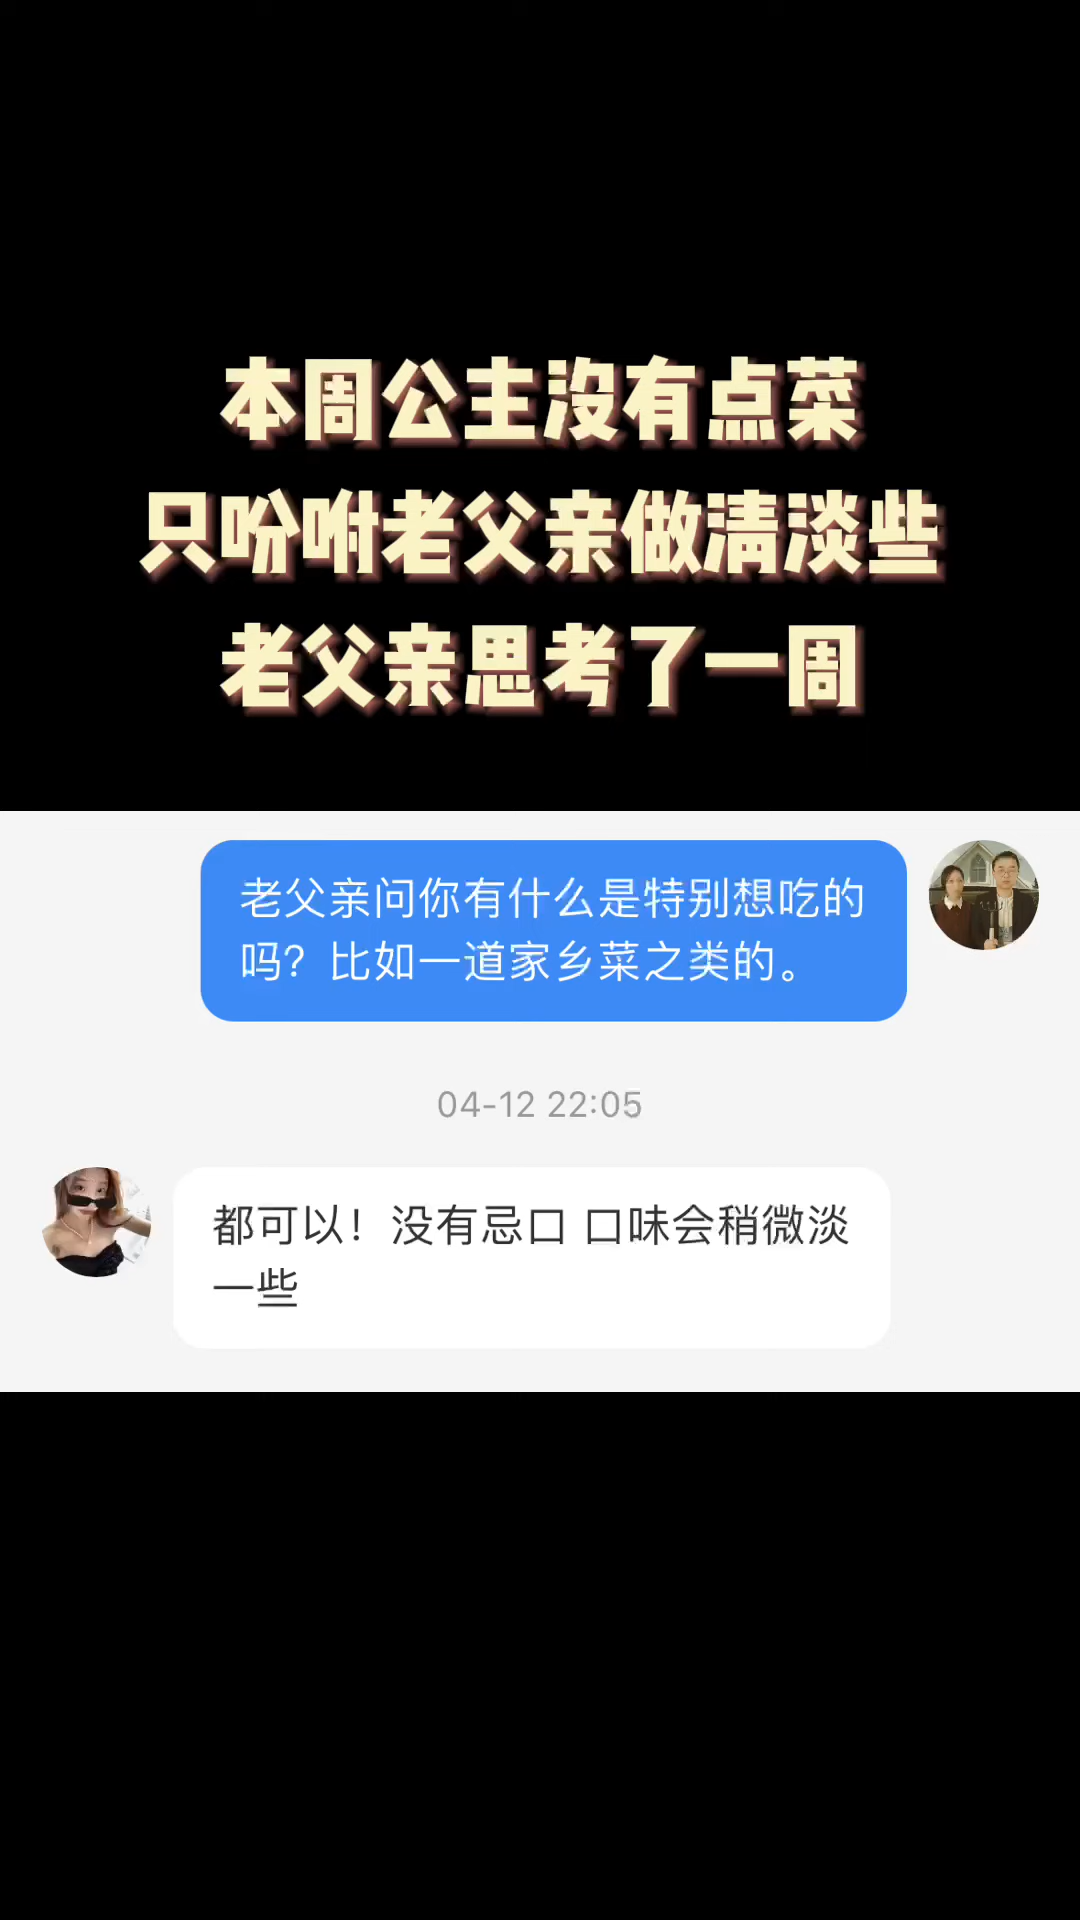 本周公主没有点菜
只吩咐老父亲做清淡些
老父亲思考了一周
老父亲问你有什么是特别想吃的
吗？比如一道家乡菜之类的。
04-12 22:05
都可以！没有忌口 口味会稍微淡
一些